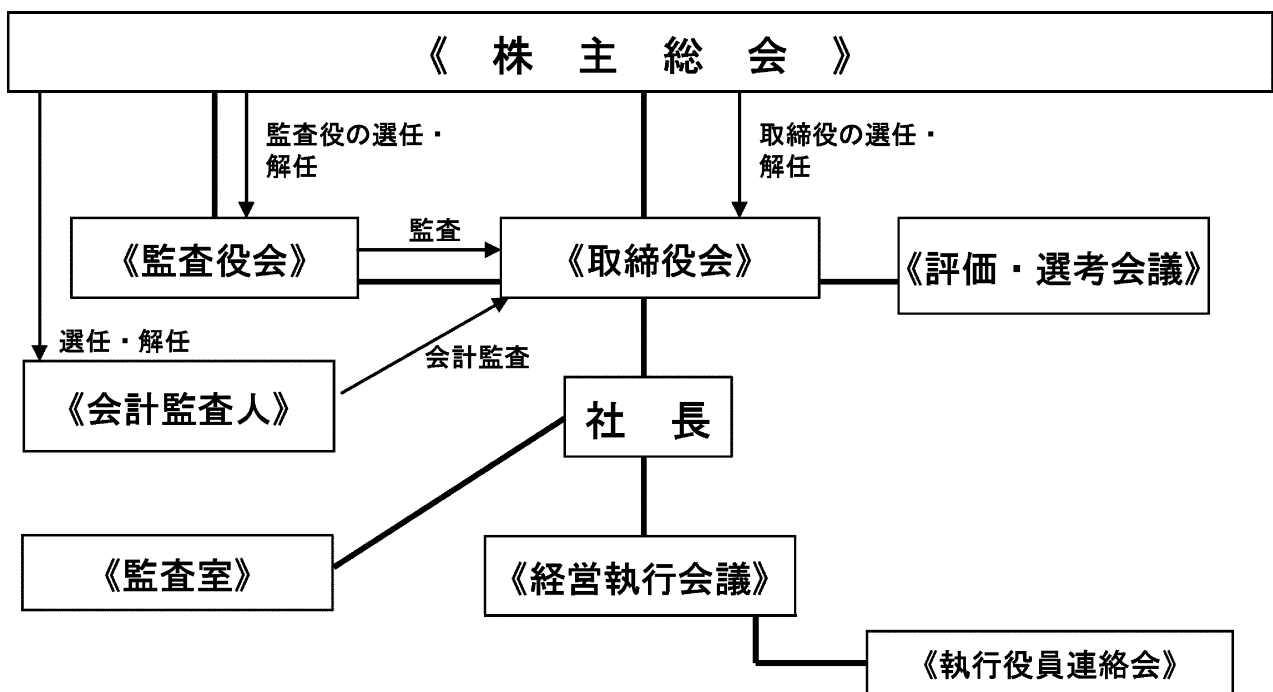 《 株 主 総 会 》
監査役の選任・
解任
取締役の選任・
解任
《監査役会》
監査
《取締役会》
《評価・選考会議》
選任・解任
会計監査
《会計監査人》
社 長
《監査室》
《経営執行会議》
《執行役員連絡会》